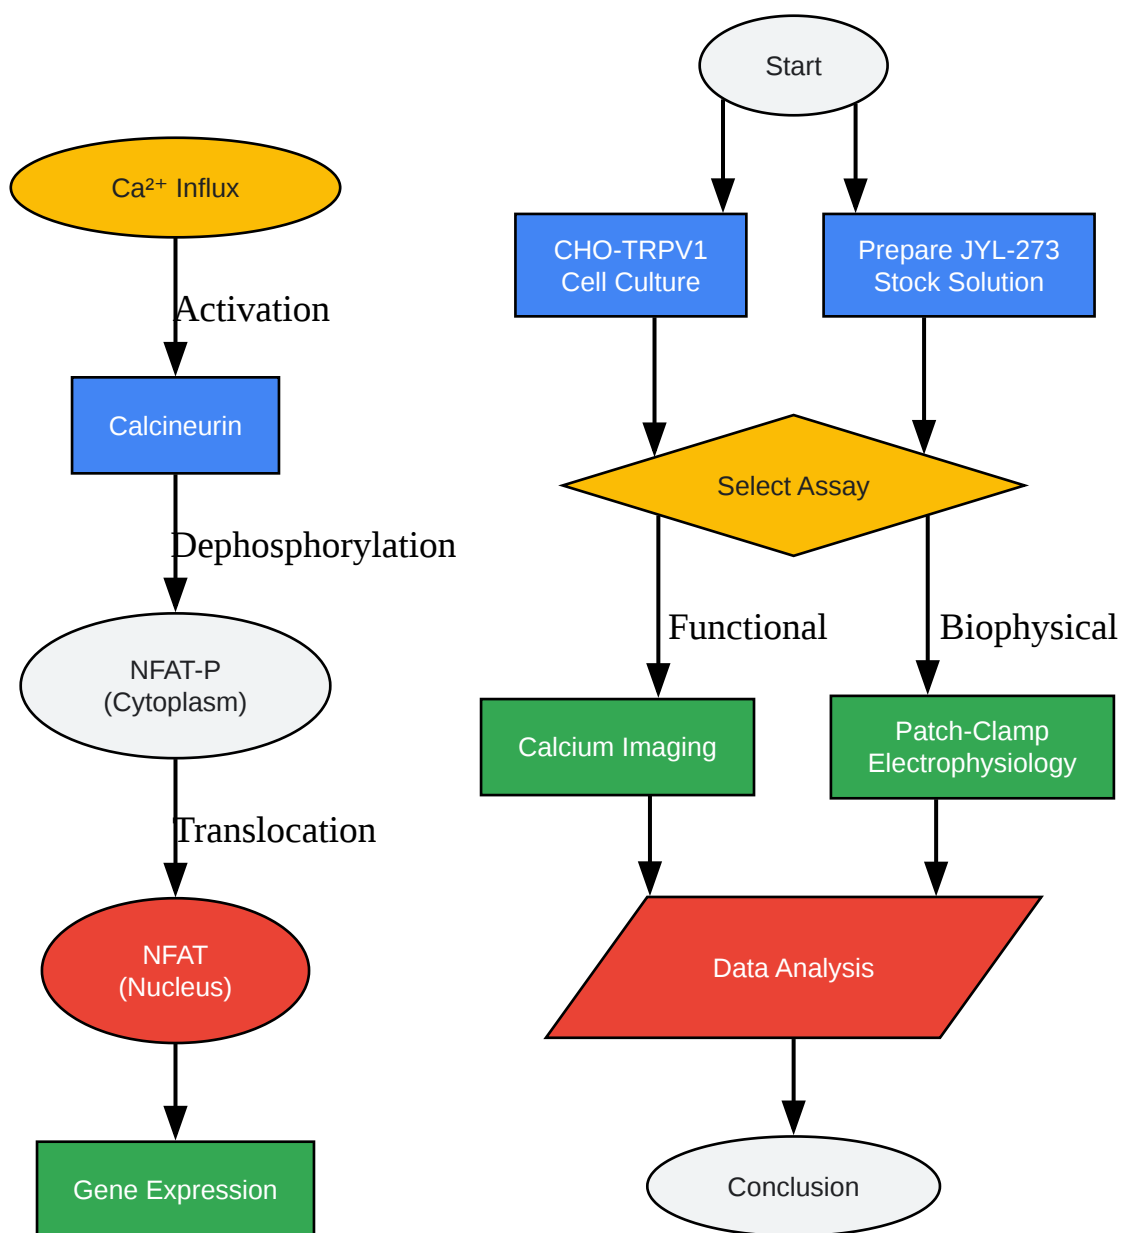 Ca²⁺ Influx
Activation
Calcineurin
Dephosphorylation
NFAT-P
(Cytoplasm)
Translocation
NFAT
(Nucleus)
Gene Expression
Start
CHO-TRPV1
Cell Culture
Prepare JYL-273
Stock Solution
Select Assay
Functional
Biophysical
Calcium Imaging
Patch-Clamp
Electrophysiology
Data Analysis
Conclusion